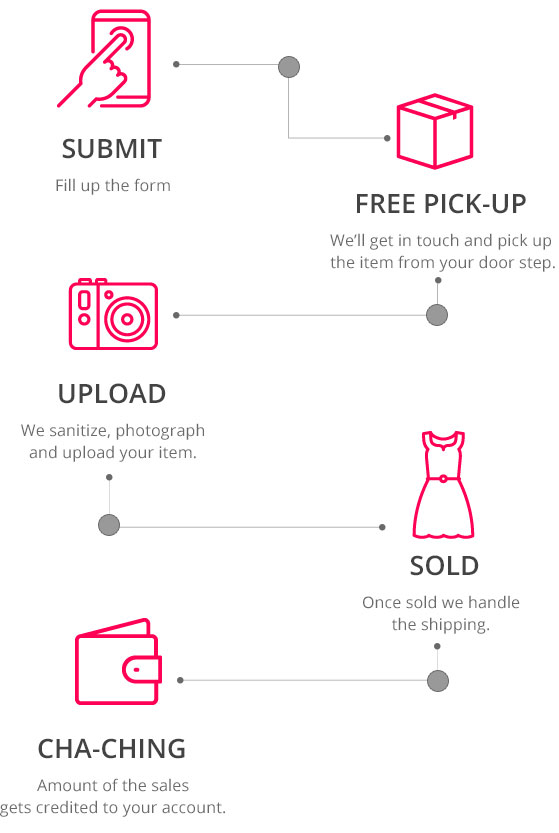 SUBMIT
Fill up the form
FREE PICK-UP
We'll get in touch and pick up
the item from your door step.
UPLOAD
We sanitize, photograph
and upload your item.
SOLD
Once sold we handle
the shipping.
CHA-CHING
Amount of the sales
gets credited to your account.